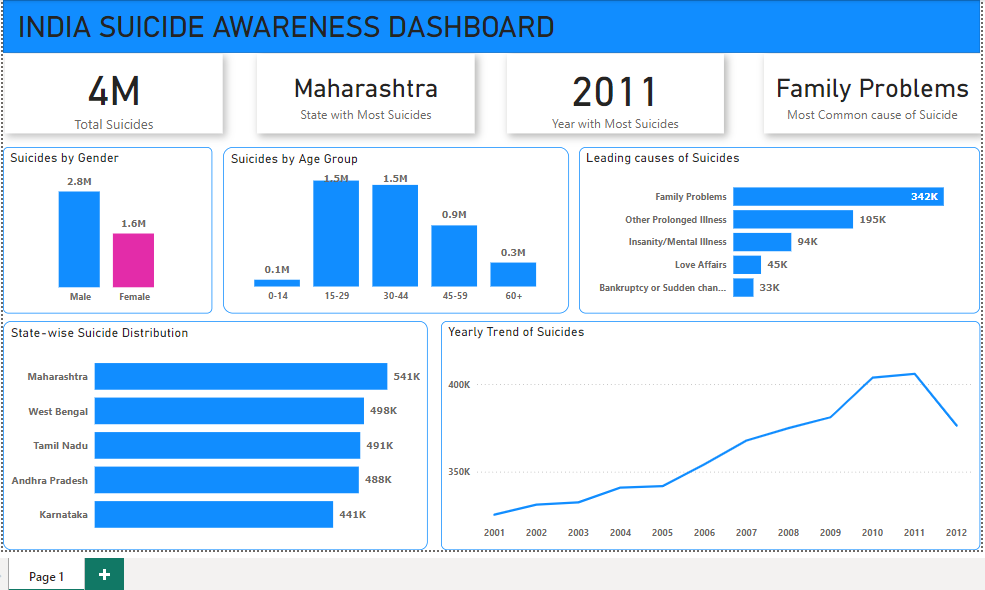 INDIA SUICIDE AWARENESS DASHBOARD
4M
Total Suicides
Maharashtra
State with Most Suicides
2011
Year with Most Suicides
Family Problems
Most Common cause of Suicide
Suicides by Gender
2.8M
1.6M
Male
Female
Suicides by Age Group
0.1M
1.5M
1.5M
0.9M
0.3M
0-14
15-29
30-44
45-59
60+
Leading causes of Suicides
Family Problems 342K
Other Prolonged Illness 195K
Insanity/Mental Illness 94K
Love Affairs 45K
Bankruptcy or Sudden chan... 33K
State-wise Suicide Distribution
Maharashtra 541K
West Bengal 498K
Tamil Nadu 491K
Andhra Pradesh 488K
Karnataka 441K
Yearly Trend of Suicides
400K
350K
2001 2002 2003 2004 2005 2006 2007 2008 2009 2010 2011 2012
Page 1
+